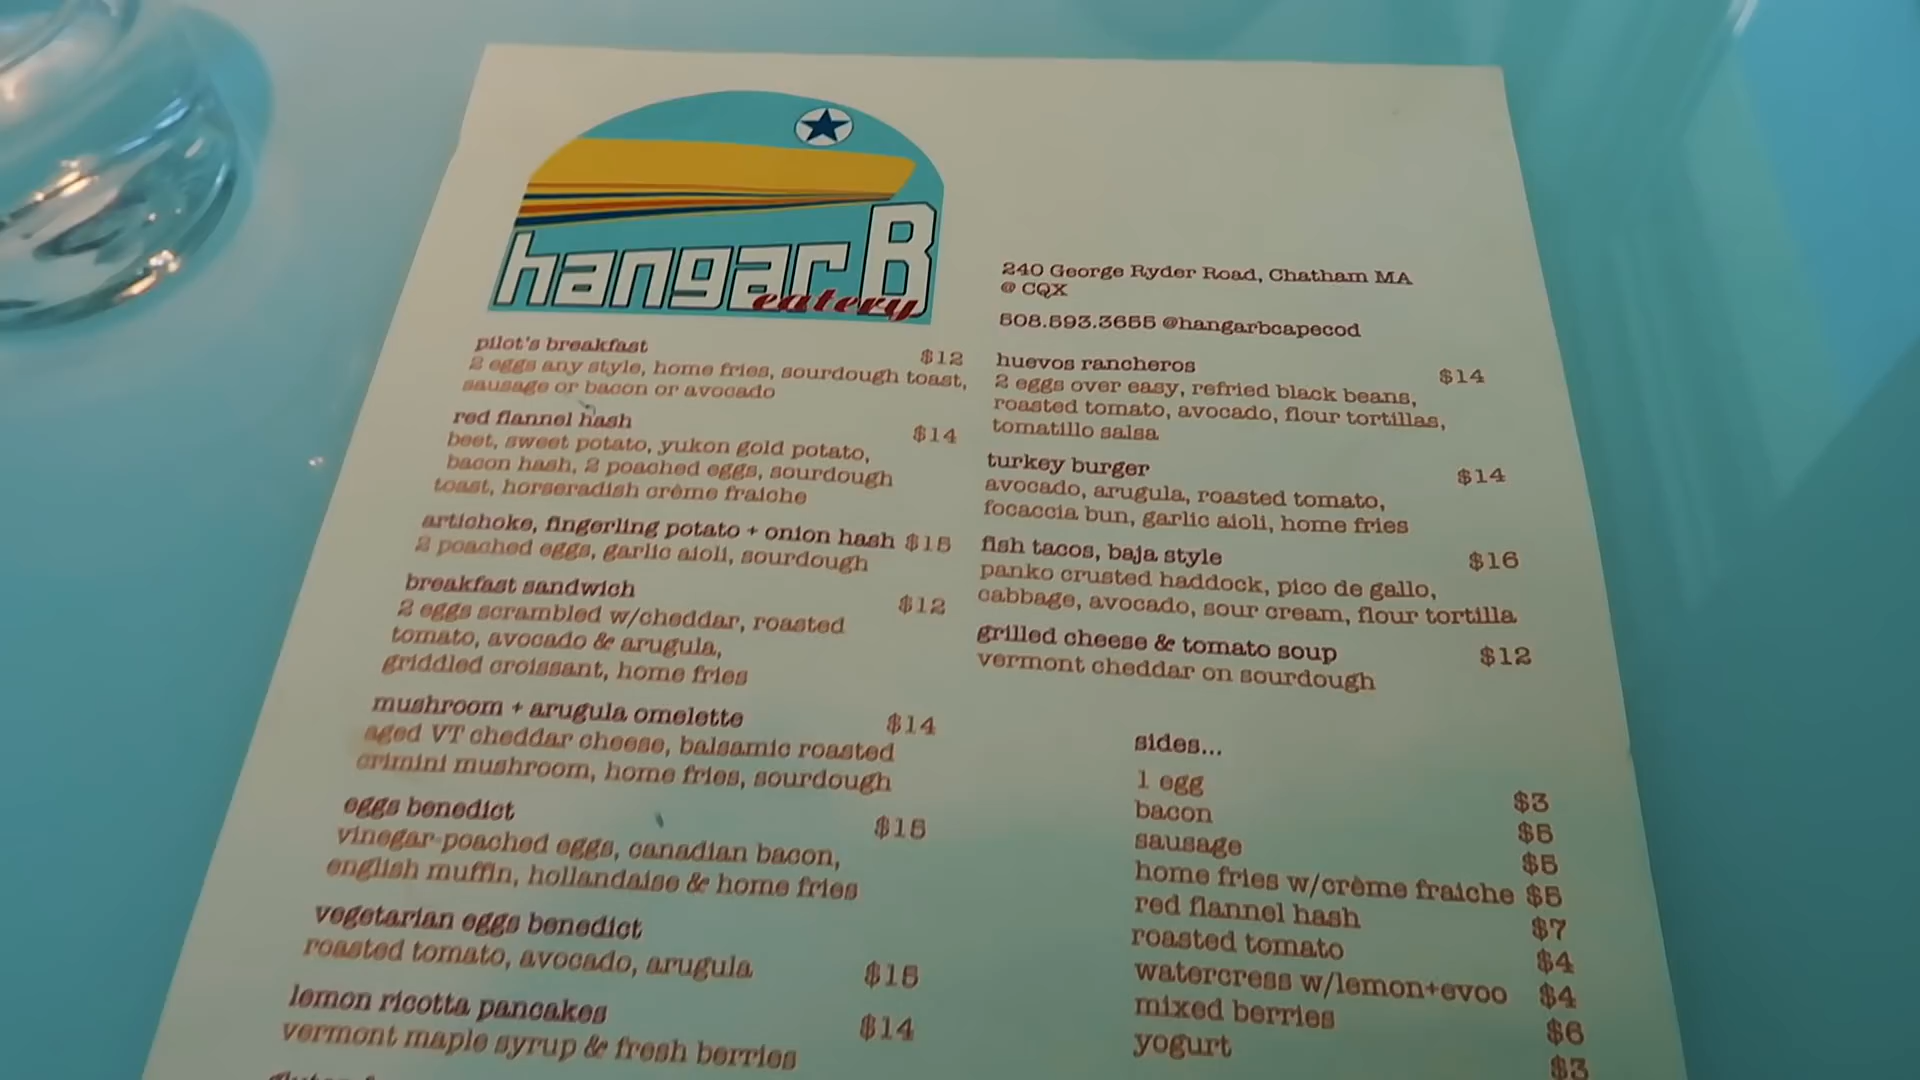 hangar B
eatery
240 George Ryder Road, Chatham MA
@ CQX
508.593.3655 @hangarbcapecod
pilot's breakfast $12
2 eggs any style, home fries, sourdough toast,
sausage or bacon or avocado
red flannel hash $14
beet, sweet potato, yukon gold potato,
bacon hash, 2 poached eggs, sourdough
toast, horseradish crème fraiche
artichoke, fingerling potato + onion hash $15
2 poached eggs, garlic aioli, sourdough
breakfast sandwich $12
2 eggs scrambled w/cheddar, roasted
tomato, avocado & arugula,
griddled croissant, home fries
mushroom + arugula omelette $14
aged VT cheddar cheese, balsamic roasted
crimini mushroom, home fries, sourdough
eggs benedict $15
vinegar-poached eggs, canadian bacon,
english muffin, hollandaise & home fries
vegetarian eggs benedict
roasted tomato, avocado, arugula $15
lemon ricotta pancakes $14
vermont maple syrup & fresh berries
huevos rancheros $14
2 eggs over easy, refried black beans,
roasted tomato, avocado, flour tortillas,
tomatillo salsa
turkey burger $14
avocado, arugula, roasted tomato,
focaccia bun, garlic aioli, home fries
fish tacos, baja style $16
panko crusted haddock, pico de gallo,
cabbage, avocado, sour cream, flour tortilla
grilled cheese & tomato soup $12
vermont cheddar on sourdough
sides...
1 egg $3
bacon $5
sausage $5
home fries w/crème fraiche $5
red flannel hash $7
roasted tomato $4
watercress w/lemon+evoo $4
mixed berries $6
yogurt $3